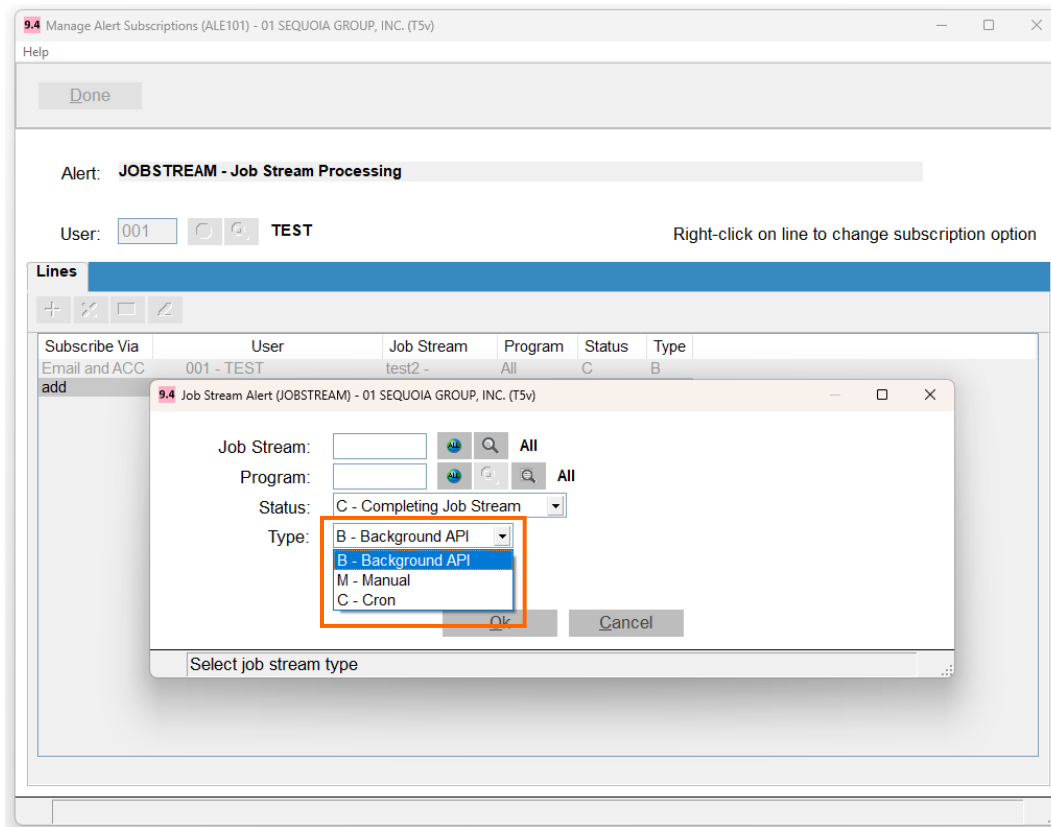 9.4 Manage Alert Subscriptions (ALE101) - 01 SEQUOIA GROUP, INC. (T5v)
Help
Done
Alert: JOBSTREAM - Job Stream Processing
User: 001 TEST Right-click on line to change subscription option
Lines
Subscribe Via User Job Stream Program Status Type
Email and ACC 001 - TEST test2 - All C B
add
9.4 Job Stream Alert (JOBSTREAM) - 01 SEQUOIA GROUP, INC. (T5v)
Job Stream: ALL All
Program: ALL All
Status: C - Completing Job Stream
Type: B - Background API
B - Background API
M - Manual
C - Cron
Ok Cancel
Select job stream type